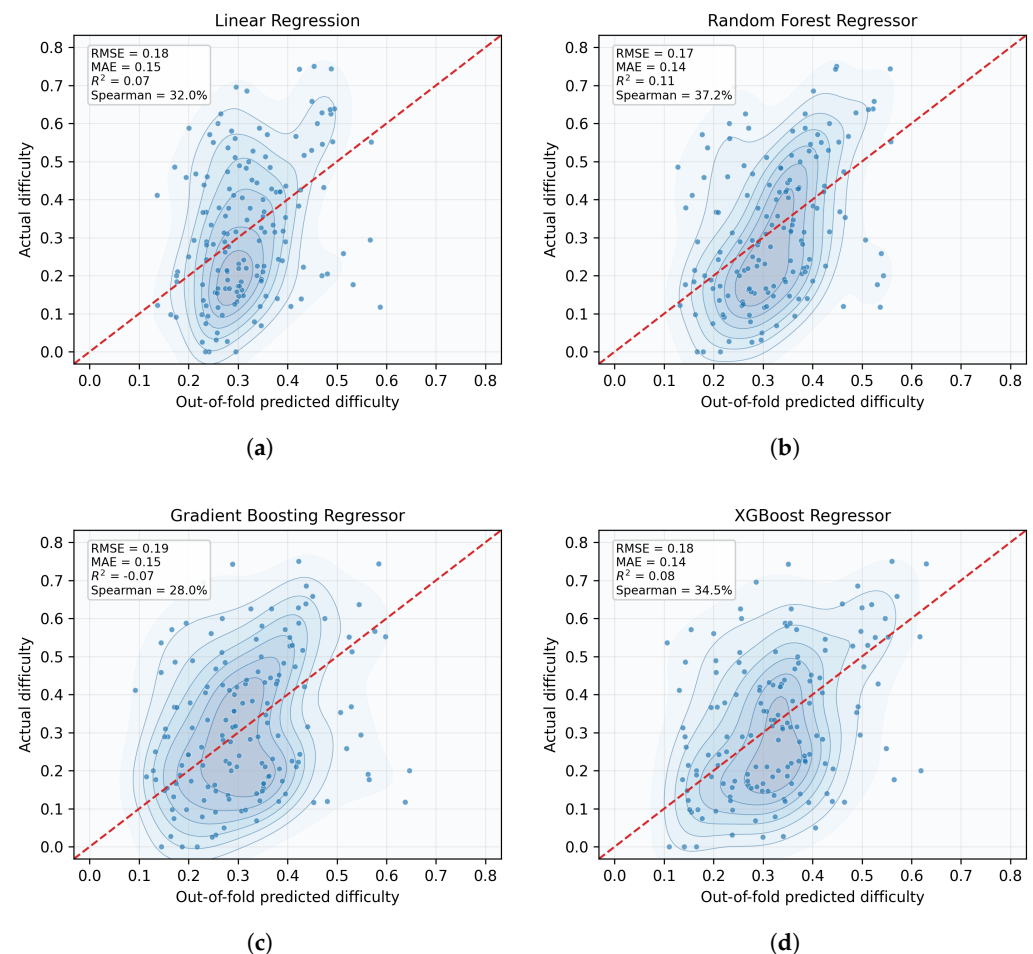 Linear Regression
RMSE = 0.18
MAE = 0.15
R² = 0.07
Spearman = 32.0%
Actual difficulty
0.8
0.7
0.6
0.5
0.4
0.3
0.2
0.1
0.0
0.0 0.1 0.2 0.3 0.4 0.5 0.6 0.7 0.8
Out-of-fold predicted difficulty
(a)
Random Forest Regressor
RMSE = 0.17
MAE = 0.14
R² = 0.11
Spearman = 37.2%
Actual difficulty
0.8
0.7
0.6
0.5
0.4
0.3
0.2
0.1
0.0
0.0 0.1 0.2 0.3 0.4 0.5 0.6 0.7 0.8
Out-of-fold predicted difficulty
(b)
Gradient Boosting Regressor
RMSE = 0.19
MAE = 0.15
R² = -0.07
Spearman = 28.0%
Actual difficulty
0.8
0.7
0.6
0.5
0.4
0.3
0.2
0.1
0.0
0.0 0.1 0.2 0.3 0.4 0.5 0.6 0.7 0.8
Out-of-fold predicted difficulty
(c)
XGBoost Regressor
RMSE = 0.18
MAE = 0.14
R² = 0.08
Spearman = 34.5%
Actual difficulty
0.8
0.7
0.6
0.5
0.4
0.3
0.2
0.1
0.0
0.0 0.1 0.2 0.3 0.4 0.5 0.6 0.7 0.8
Out-of-fold predicted difficulty
(d)